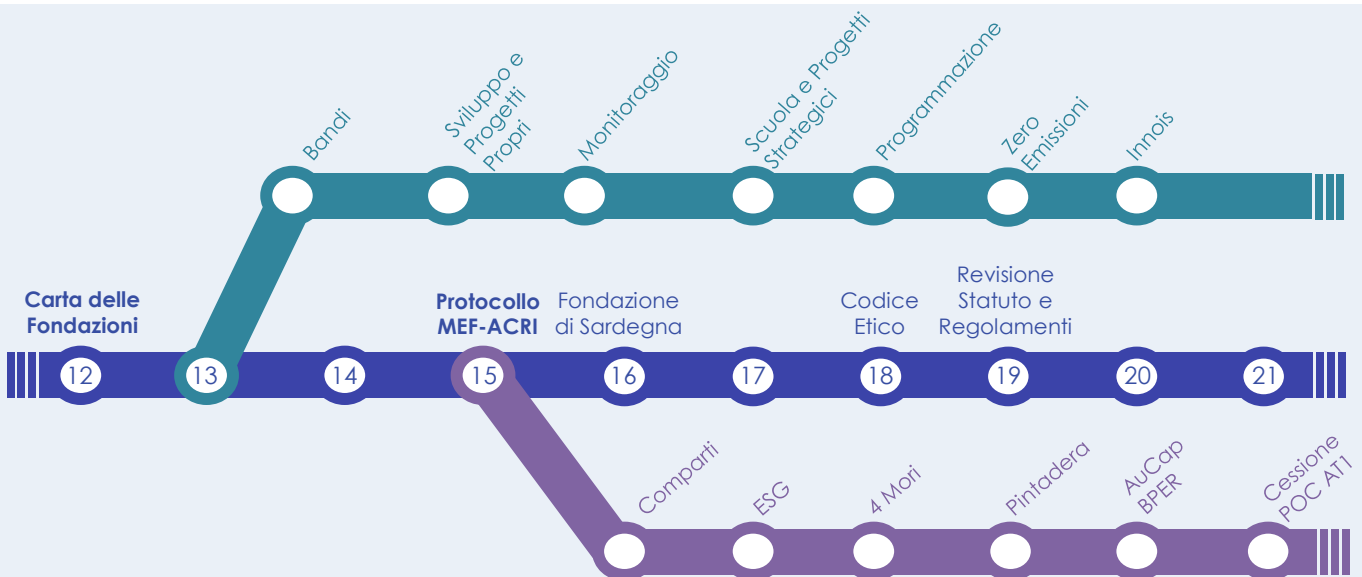 Bandi
Sviluppo e
Progetti
Propri
Monitoraggio
Scuola e Progetti
Strategici
Programmazione
Zero
Emissioni
Innois
Carta delle
Fondazioni
Protocollo
MEF-ACRI
Fondazione
di Sardegna
Codice
Etico
Revisione
Statuto e
Regolamenti
12
13
14
15
16
17
18
19
20
21
Comparti
ESG
4 Mori
Pintadera
AuCap
BPER
Cessione
POC AT1